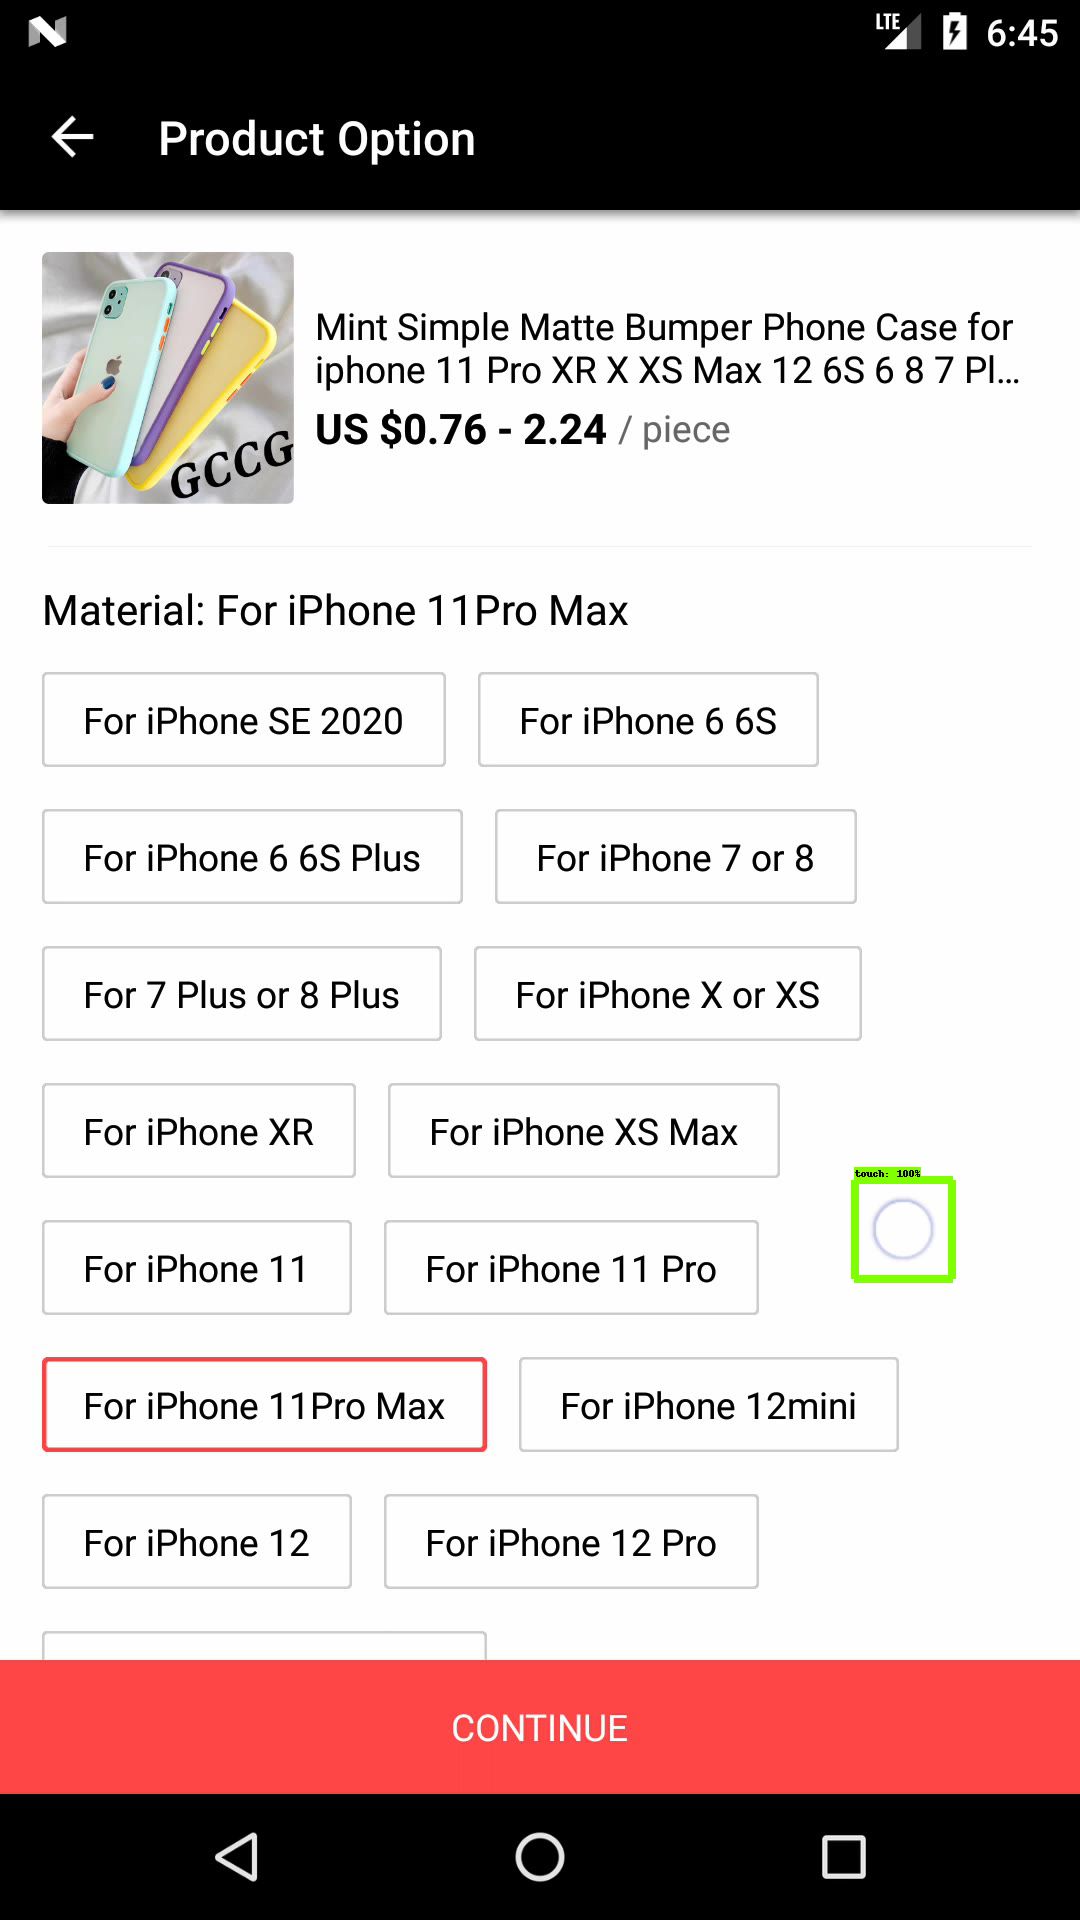 LTE 6:45
Product Option
GCCG
Mint Simple Matte Bumper Phone Case for
iphone 11 Pro XR X XS Max 12 6S 6 8 7 Pl...
US $0.76 - 2.24 / piece
Material: For iPhone 11Pro Max
For iPhone SE 2020
For iPhone 6 6S
For iPhone 6 6S Plus
For iPhone 7 or 8
For 7 Plus or 8 Plus
For iPhone X or XS
For iPhone XR
For iPhone XS Max
touch: 100%
For iPhone 11
For iPhone 11 Pro
For iPhone 11Pro Max
For iPhone 12mini
For iPhone 12
For iPhone 12 Pro
CONTINUE